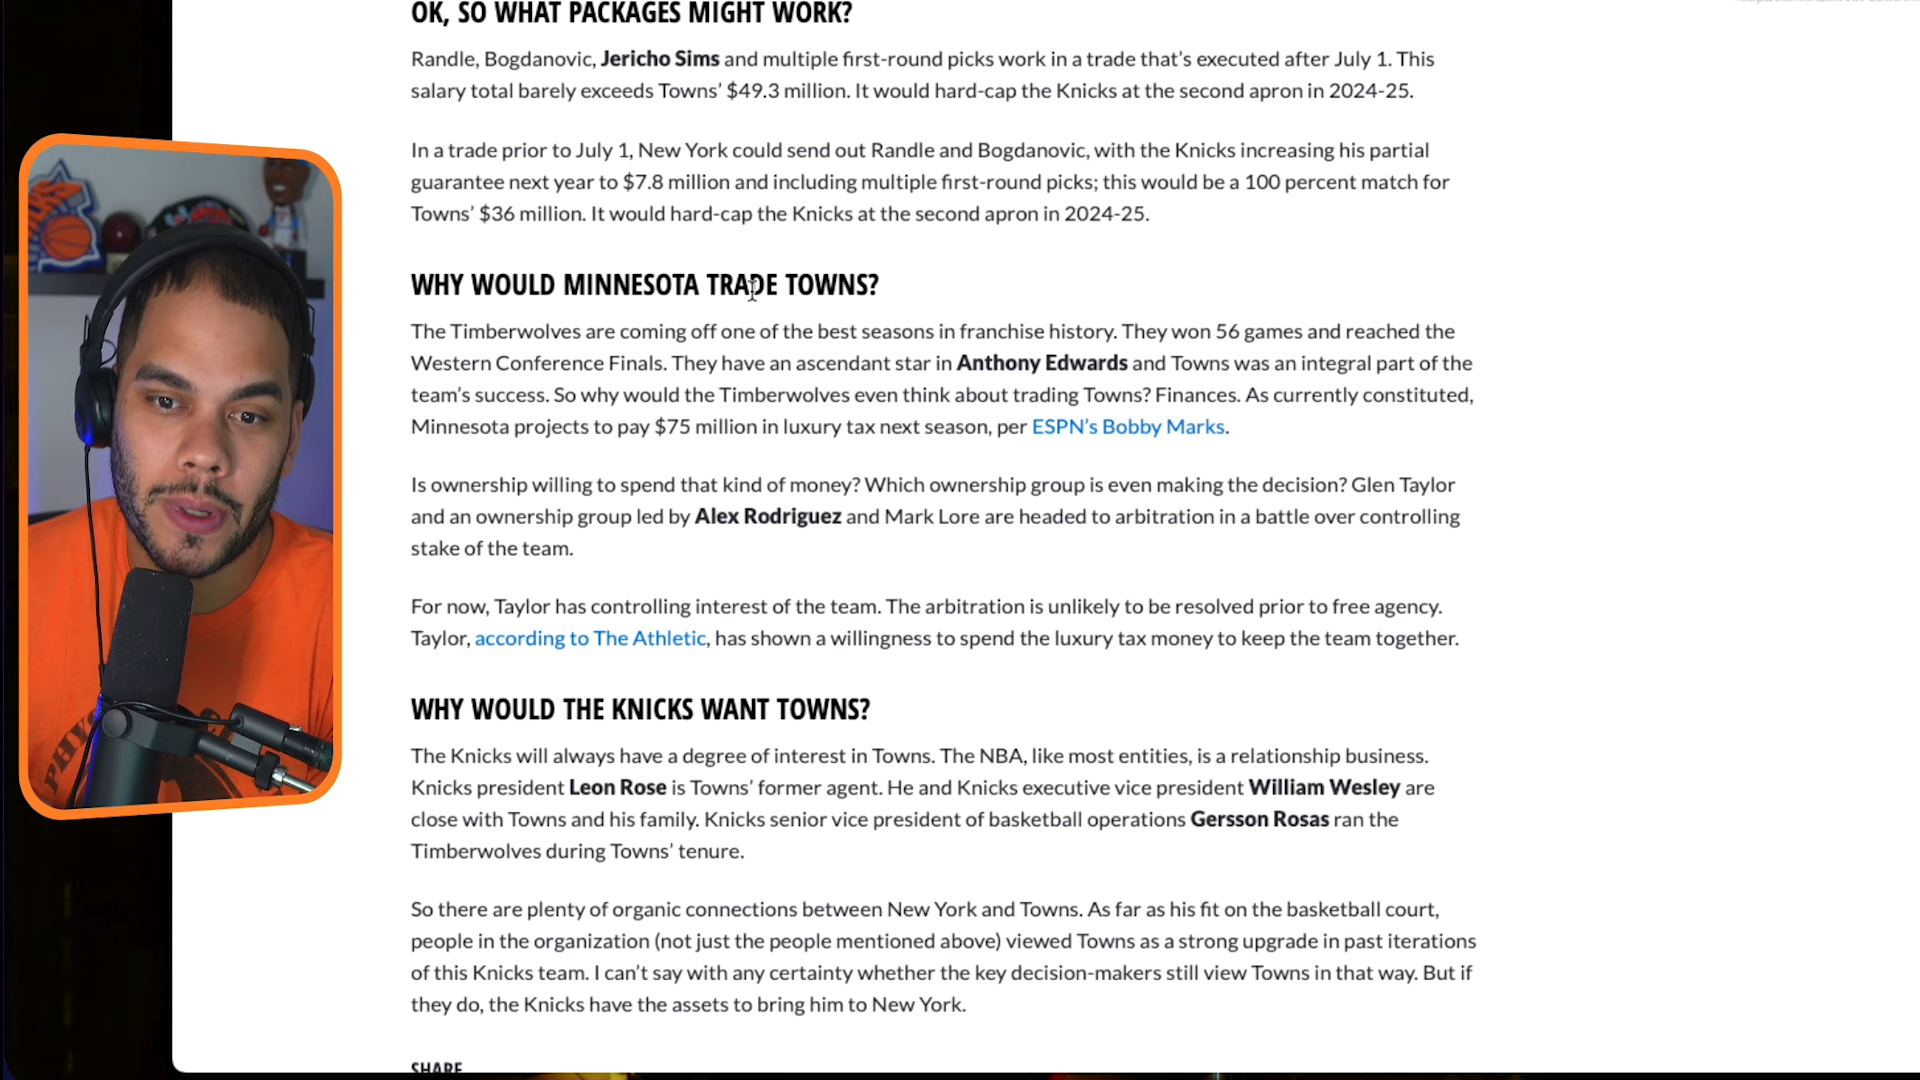 OK, SO WHAT PACKAGES MIGHT WORK?
Randle, Bogdanovic, Jericho Sims and multiple first-round picks work in a trade that's executed after July 1. This
salary total barely exceeds Towns' $49.3 million. It would hard-cap the Knicks at the second apron in 2024-25.
In a trade prior to July 1, New York could send out Randle and Bogdanovic, with the Knicks increasing his partial
guarantee next year to $7.8 million and including multiple first-round picks; this would be a 100 percent match for
Towns' $36 million. It would hard-cap the Knicks at the second apron in 2024-25.
WHY WOULD MINNESOTA TRADE TOWNS?
The Timberwolves are coming off one of the best seasons in franchise history. They won 56 games and reached the
Western Conference Finals. They have an ascendant star in Anthony Edwards and Towns was an integral part of the
team's success. So why would the Timberwolves even think about trading Towns? Finances. As currently constituted,
Minnesota projects to pay $75 million in luxury tax next season, per ESPN's Bobby Marks.
Is ownership willing to spend that kind of money? Which ownership group is even making the decision? Glen Taylor
and an ownership group led by Alex Rodriguez and Mark Lore are headed to arbitration in a battle over controlling
stake of the team.
For now, Taylor has controlling interest of the team. The arbitration is unlikely to be resolved prior to free agency.
Taylor, according to The Athletic, has shown a willingness to spend the luxury tax money to keep the team together.
WHY WOULD THE KNICKS WANT TOWNS?
The Knicks will always have a degree of interest in Towns. The NBA, like most entities, is a relationship business.
Knicks president Leon Rose is Towns' former agent. He and Knicks executive vice president William Wesley are
close with Towns and his family. Knicks senior vice president of basketball operations Gersson Rosas ran the
Timberwolves during Towns' tenure.
So there are plenty of organic connections between New York and Towns. As far as his fit on the basketball court,
people in the organization (not just the people mentioned above) viewed Towns as a strong upgrade in past iterations
of this Knicks team. I can't say with any certainty whether the key decision-makers still view Towns in that way. But if
they do, the Knicks have the assets to bring him to New York.
SHARE